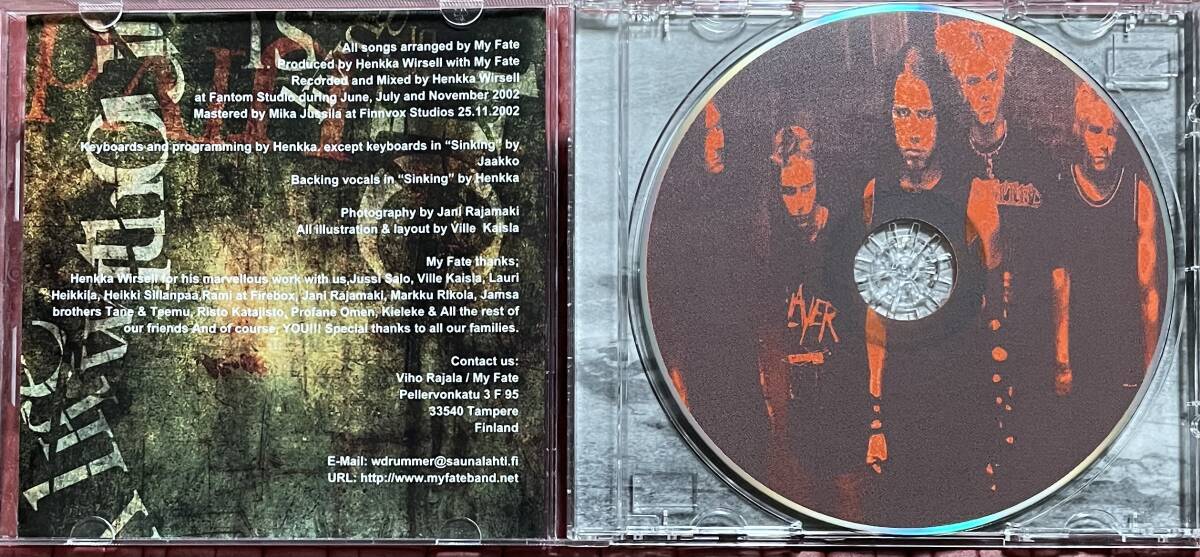 All songs arranged by My Fate
Produced by Henkka Wirsell with My Fate
Recorded and Mixed by Henkka Wirsell
at Fantom Studio during June, July and November 2002
Mastered by Mika Jussila at Finnvox Studios 25.11.2002
Keyboards and programming by Henkka, except keyboards in “Sinking” by
Jaakko
Backing vocals in “Sinking” by Henkka
Photography by Jani Rajamaki
All illustration & layout by Ville Kaisla
My Fate thanks;
Henkka Wirsell for his marvellous work with us,Jussi Salo, Ville Kaisla, Lauri
Heikkila, Heikki Sillanpaa,Rami at Firebox, Jani Rajamaki, Markku Rikola, Jamsa
brothers Tane & Teemu, Risto Katajisto, Profane Omen, Kieleke & All the rest of
our friends And of course, YOU!!! Special thanks to all our families.
Contact us:
Viho Rajala / My Fate
Pellervonkatu 3 F 95
33540 Tampere
Finland
E-Mail: wdrummer@saunalahti.fi
URL: http://www.myfateband.net